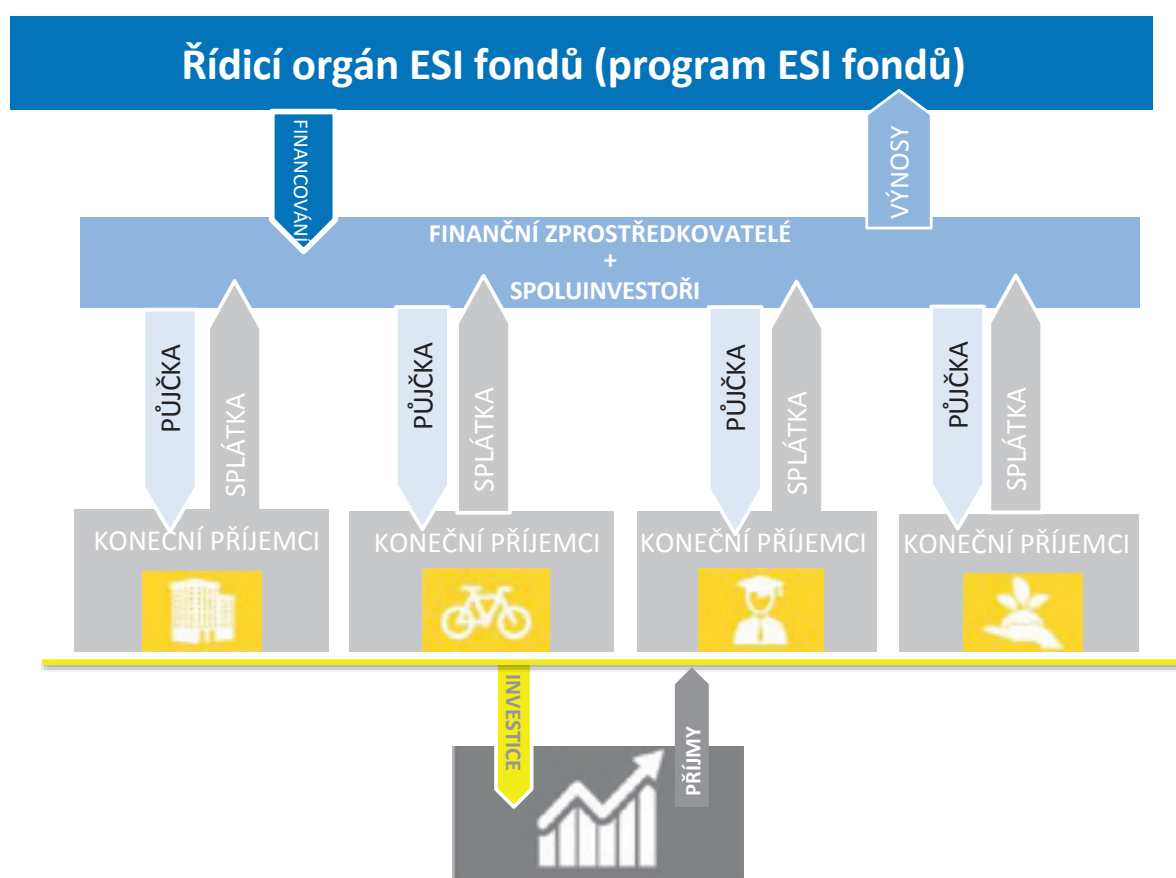 Řídicí orgán ESI fondů (program ESI fondů)
FINANCOVÁNÍ
VÝNOSY
FINANČNÍ ZPROSTŘEDKOVATELÉ
+
SPOLUINVESTOŘI
PŮJČKA
SPLÁTKA
PŮJČKA
SPLÁTKA
PŮJČKA
SPLÁTKA
PŮJČKA
SPLÁTKA
KONEČNÍ PŘÍJEMCI
KONEČNÍ PŘÍJEMCI
KONEČNÍ PŘÍJEMCI
KONEČNÍ PŘÍJEMCI
INVESTICE
PŘÍJMY